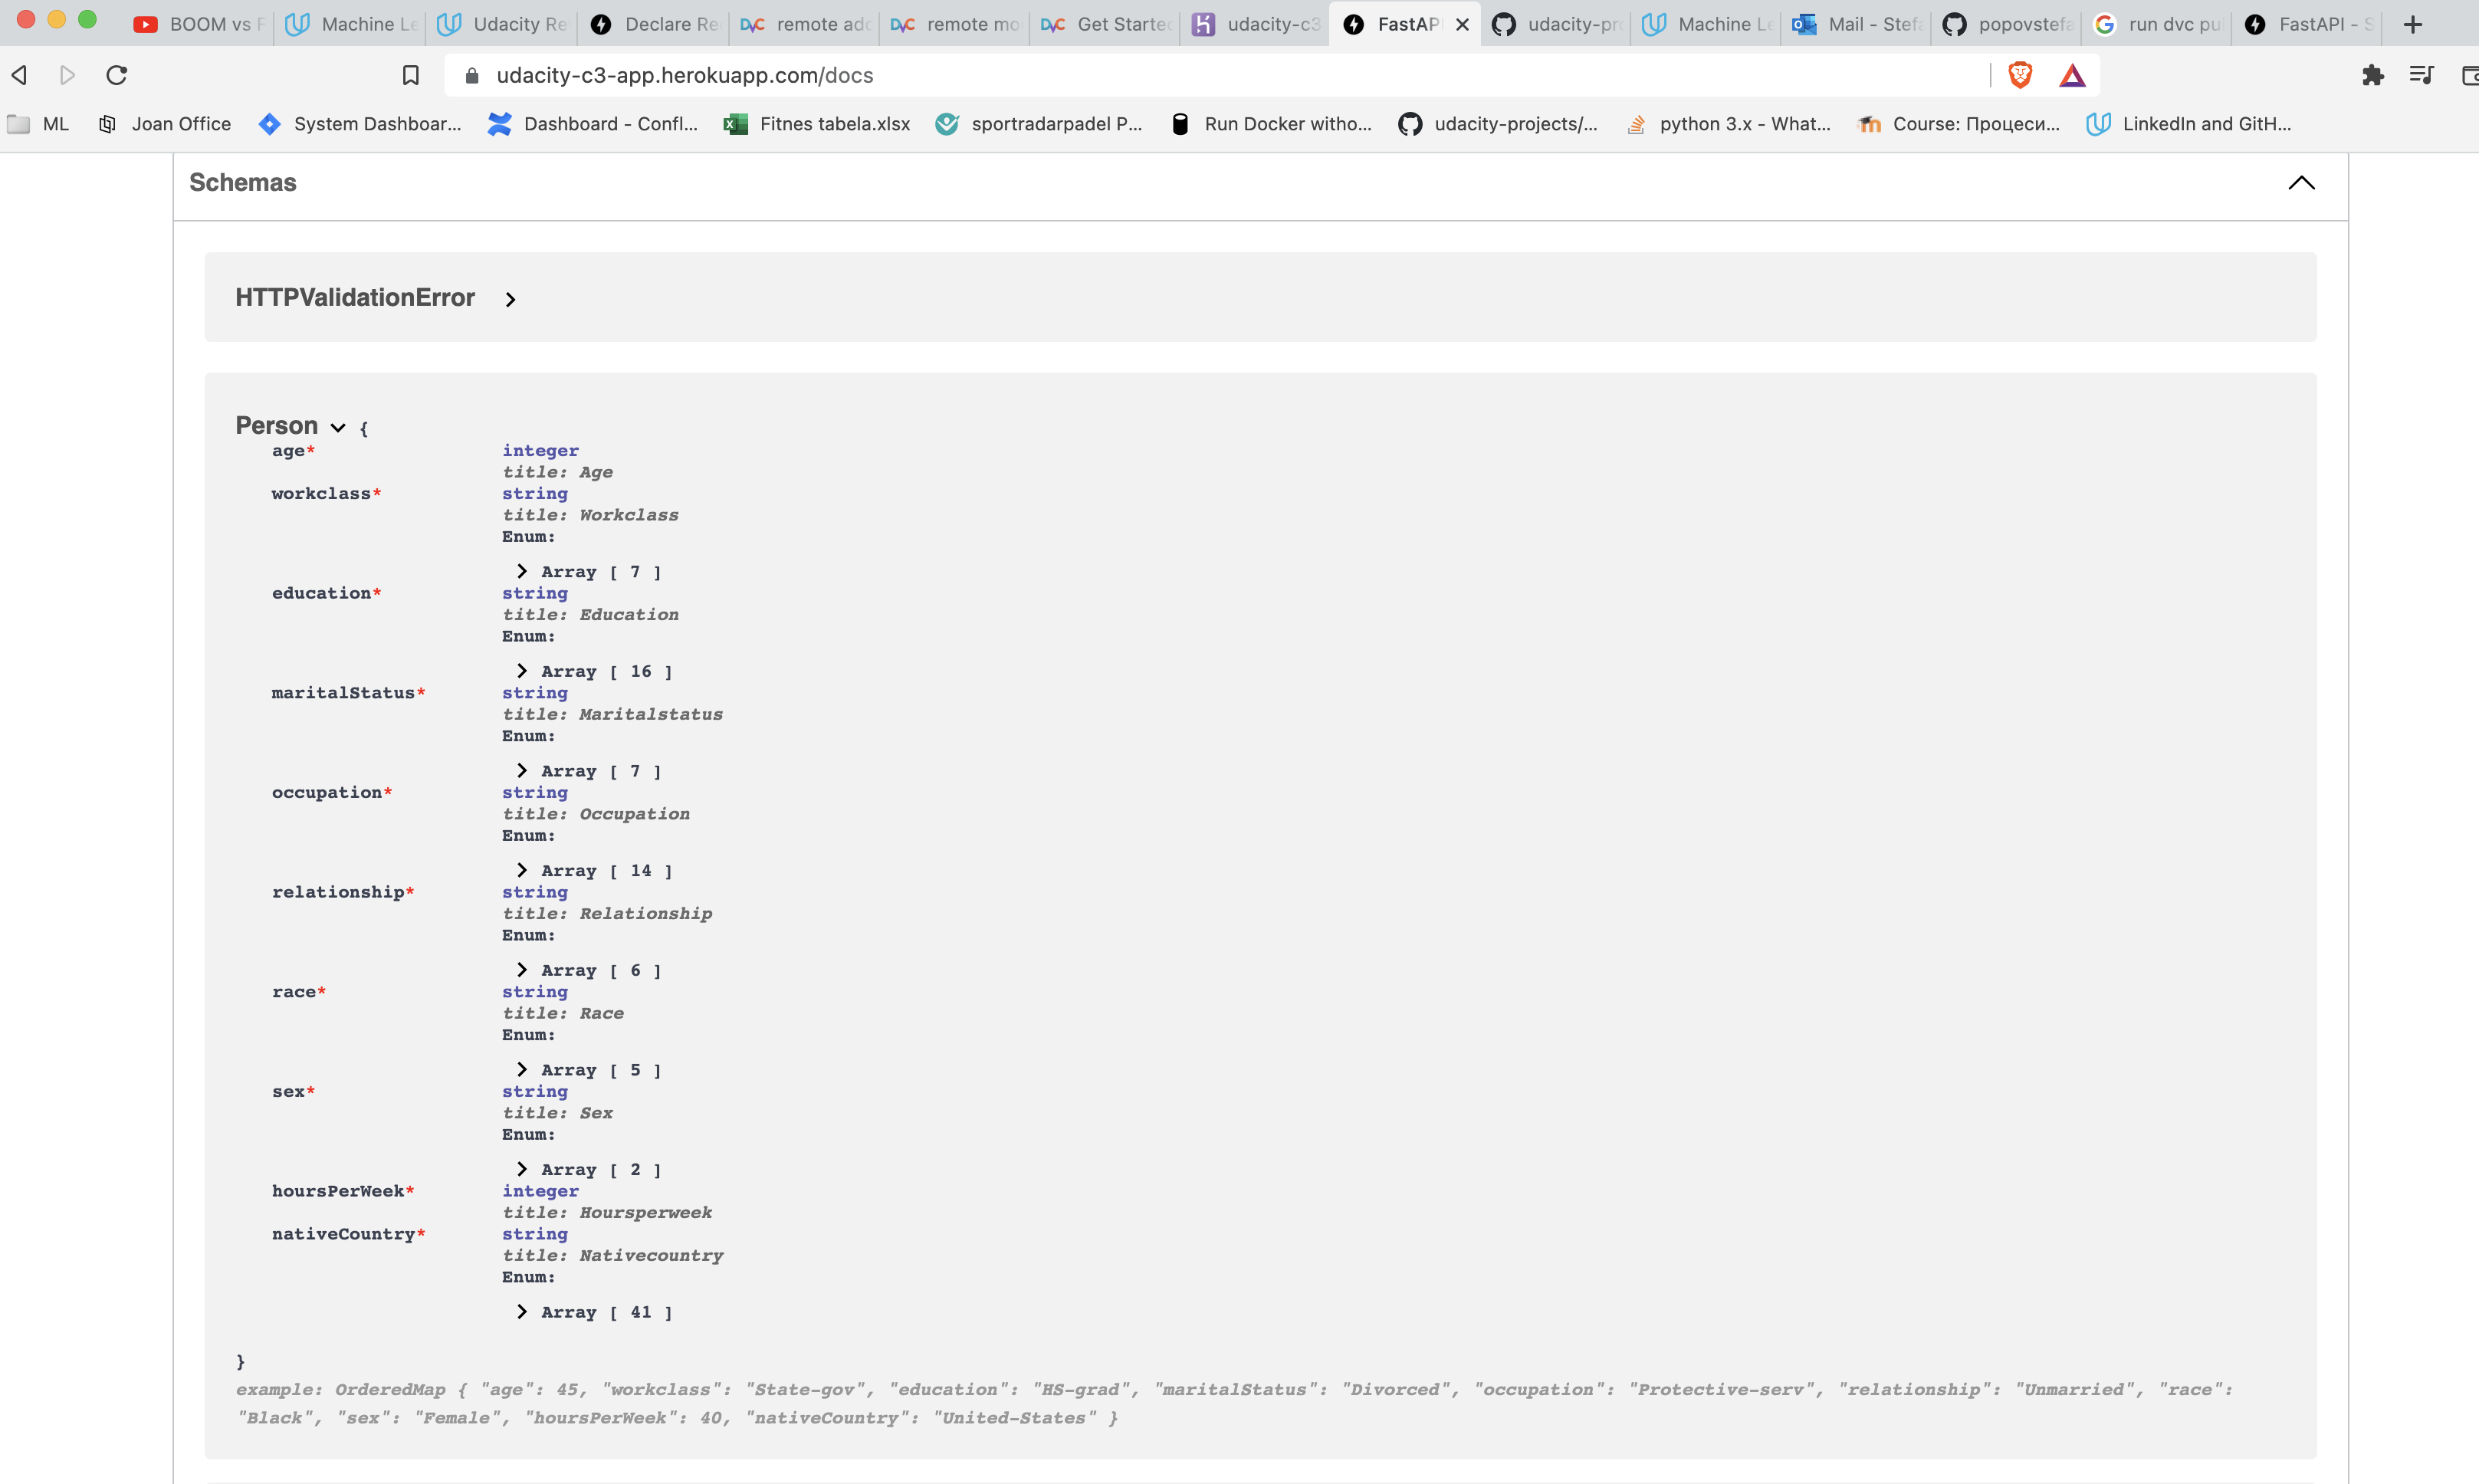 BOOM vs Machine Le Udacity Re Declare Re remote add remote mo Get Started udacity-c3 FastAPI udacity-pro Machine Le Mail - Stefa popovstefa run dvc pul FastAPI - S
udacity-c3-app.herokuapp.com/docs
ML Joan Office System Dashboar... Dashboard - Confl... Fitnes tabela.xlsx sportradarpadel P... Run Docker witho... udacity-projects/... python 3.x - What... Course: Процеси... LinkedIn and GitH...
Schemas
HTTPValidationError
Person {
age* integer
title: Age
workclass* string
title: Workclass
Enum:
Array [ 7 ]
education* string
title: Education
Enum:
Array [ 16 ]
maritalStatus* string
title: Maritalstatus
Enum:
Array [ 7 ]
occupation* string
title: Occupation
Enum:
Array [ 14 ]
relationship* string
title: Relationship
Enum:
Array [ 6 ]
race* string
title: Race
Enum:
Array [ 5 ]
sex* string
title: Sex
Enum:
Array [ 2 ]
hoursPerWeek* integer
title: Hoursperweek
nativeCountry* string
title: Nativecountry
Enum:
Array [ 41 ]
}
example: OrderedMap { "age": 45, "workclass": "State-gov", "education": "HS-grad", "maritalStatus": "Divorced", "occupation": "Protective-serv", "relationship": "Unmarried", "race":
"Black", "sex": "Female", "hoursPerWeek": 40, "nativeCountry": "United-States" }